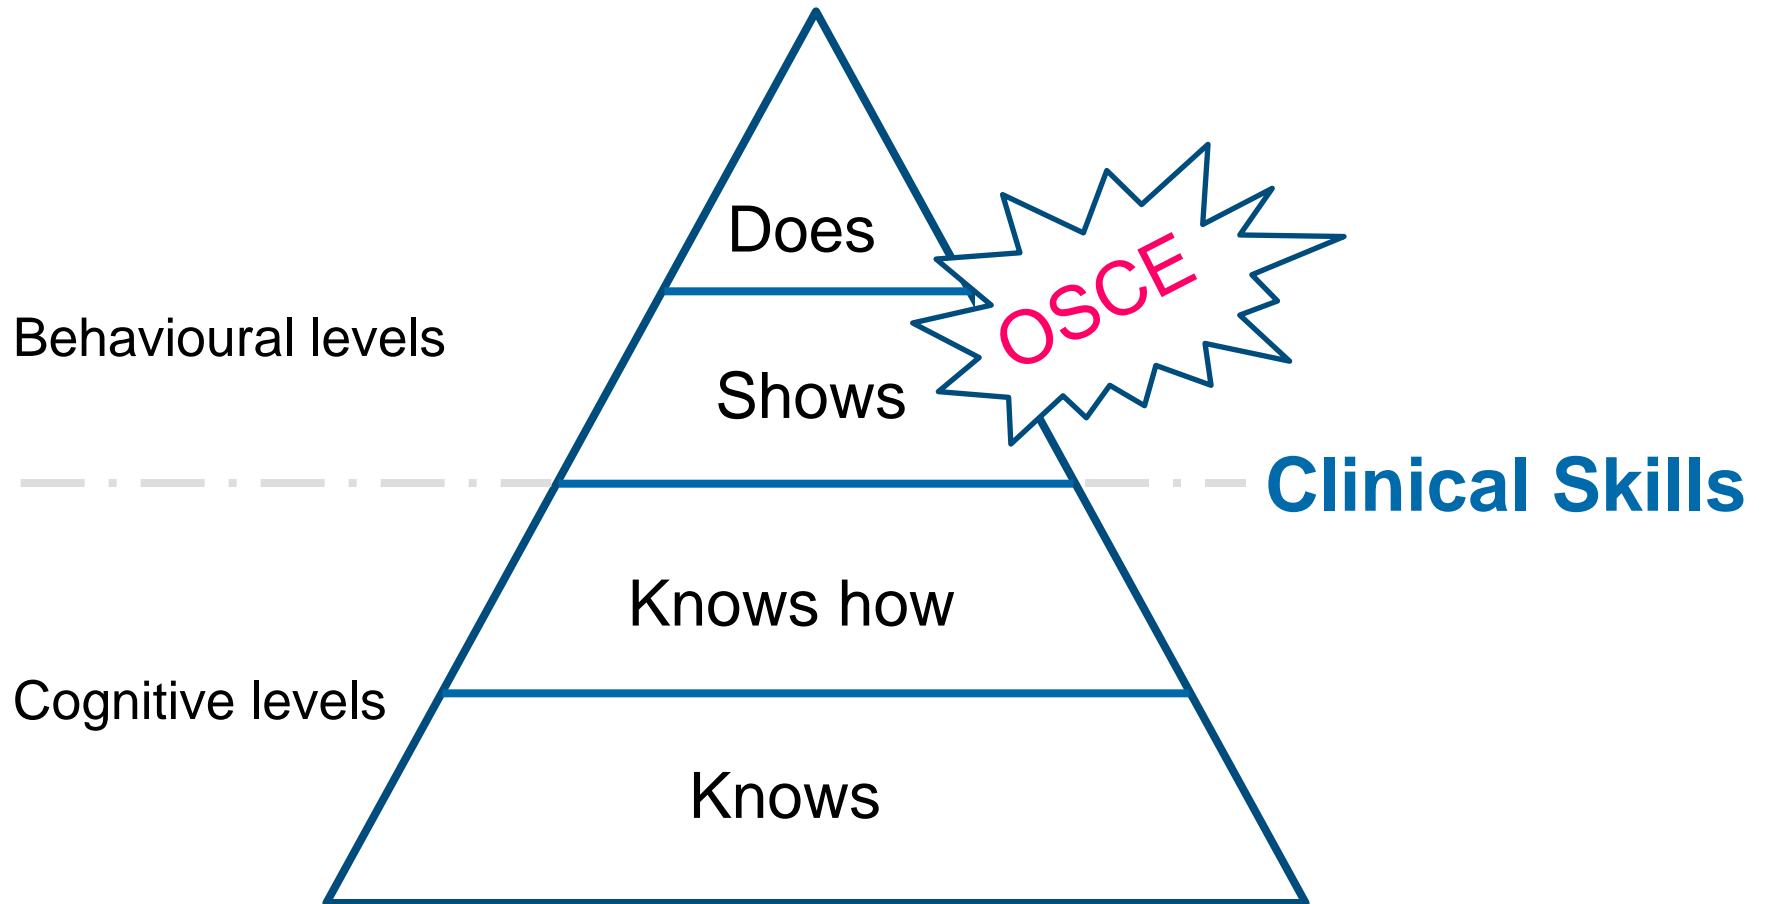 Does
OSCE
Behavioural levels
Shows
Clinical Skills
Knows how
Cognitive levels
Knows